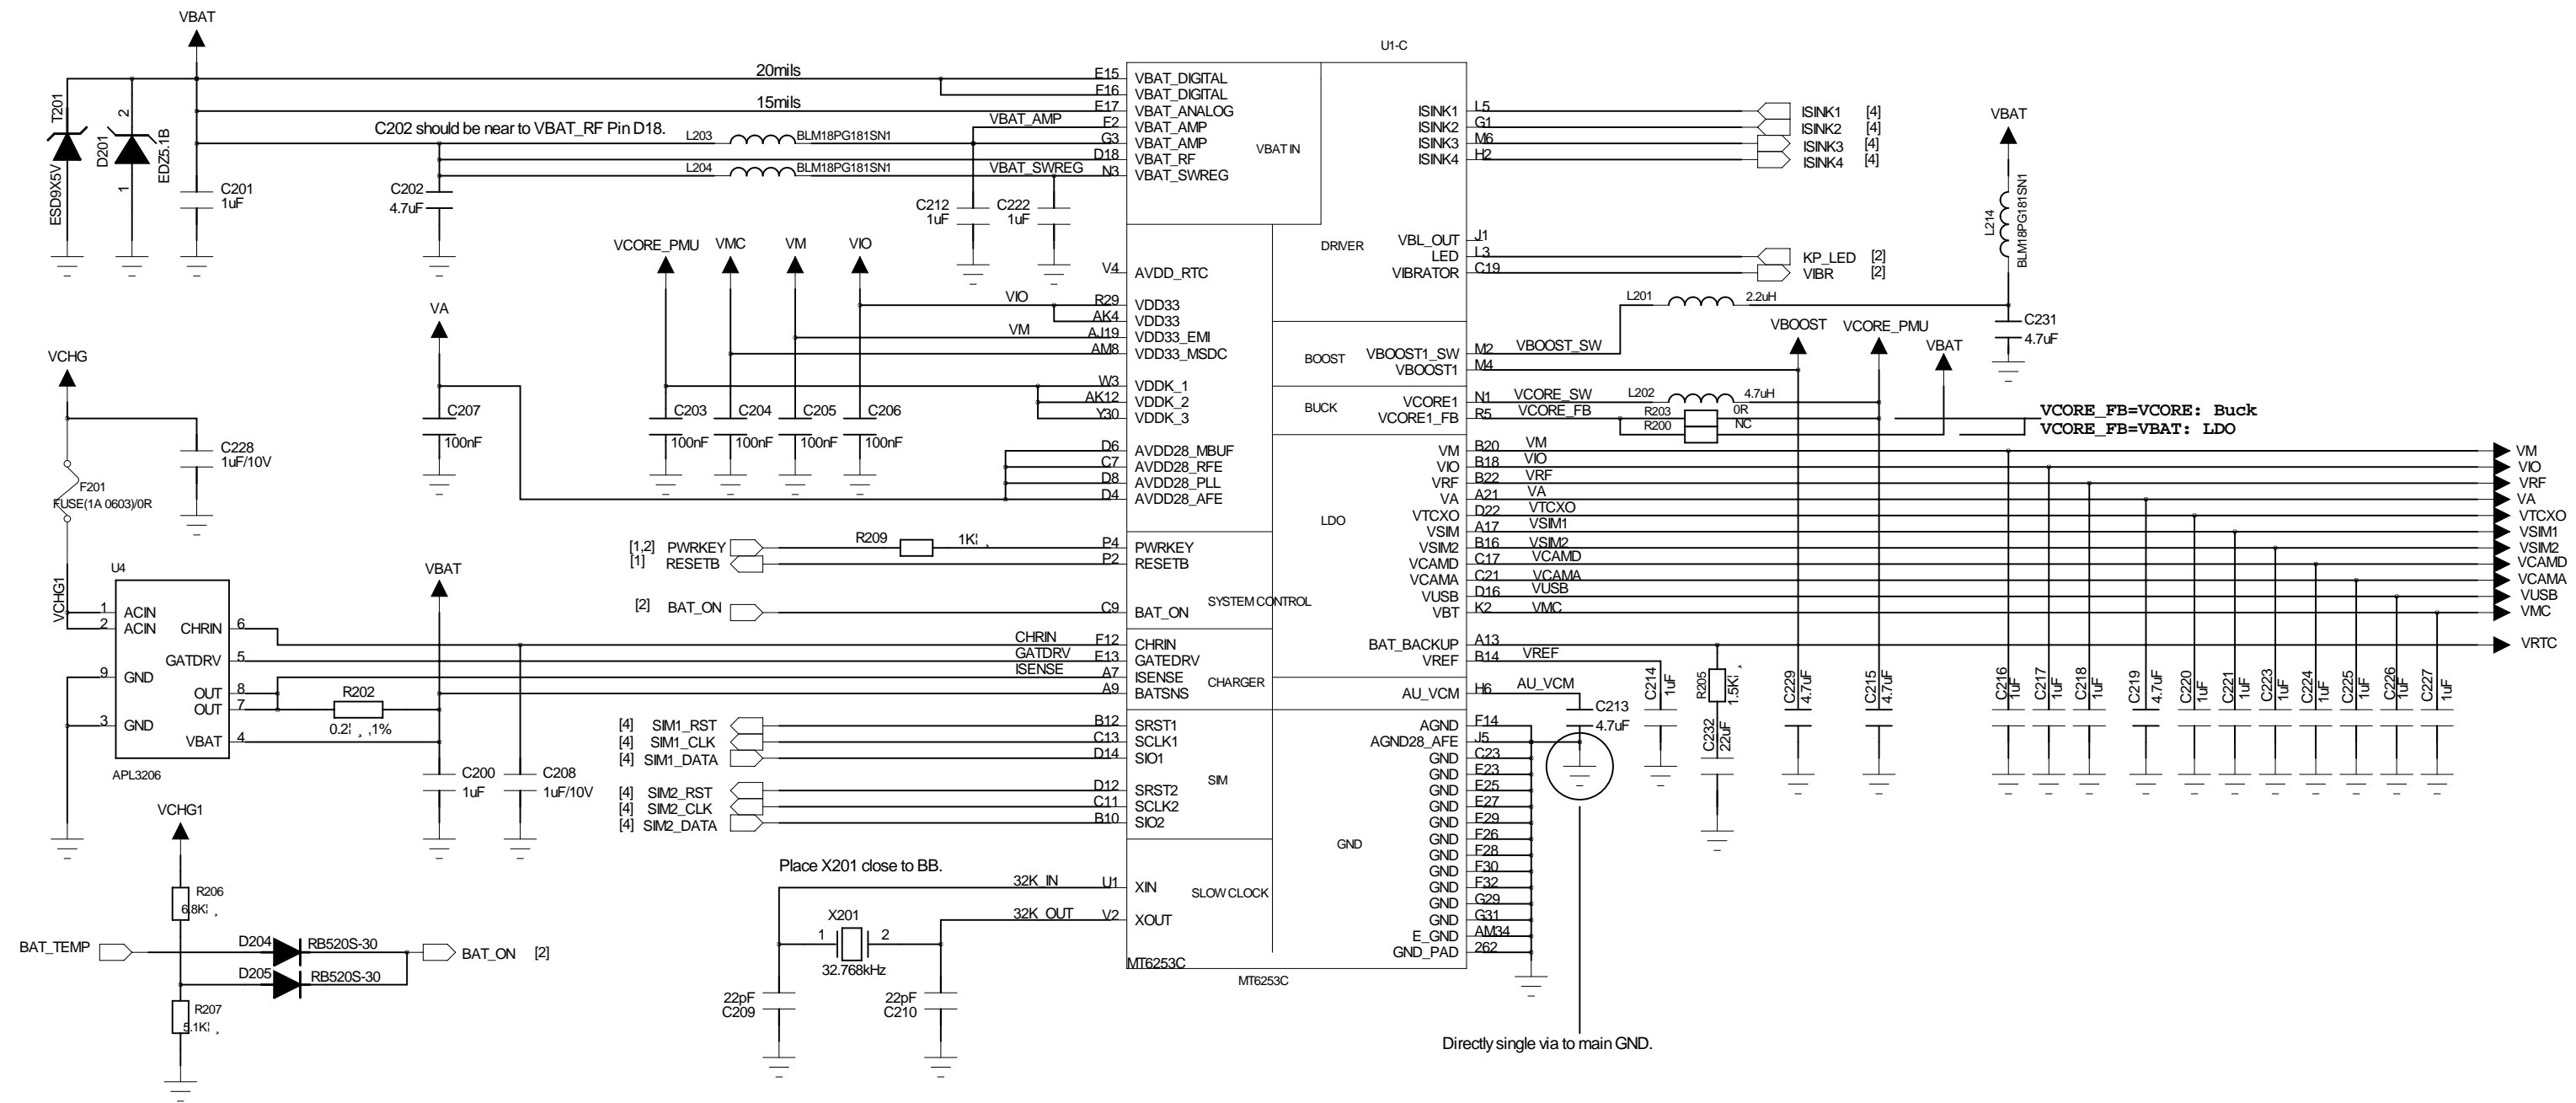 VBAT
U1-C
20mils
15mils
C202 should be near to VBAT_RF Pin D18.
T201
ESD9X5V
D201
2
1
EDZ5.1B
C201
1uF
C202
4.7uF
L203
BLM18PG181SN1
L204
BLM18PG181SN1
VBAT_AMP
VBAT_SWREG
C212
1uF
C222
1uF
E15 VBAT_DIGITAL
F16 VBAT_DIGITAL
E17 VBAT_ANALOG
F2 VBAT_AMP
G3 VBAT_AMP
D18 VBAT_RF
N3 VBAT_SWREG
VBAT IN
ISINK1 L5 ISINK1 [4]
ISINK2 G1 ISINK2 [4]
ISINK3 M6 ISINK3 [4]
ISINK4 H2 ISINK4 [4]
VBAT
L214
BLM18PG181SN1
VCORE_PMU VMC VM VIO
DRIVER
VBL_OUT J1
LED L3 KP_LED [2]
VIBRATOR C19 VIBR [2]
V4 AVDD_RTC
VIO R29 VDD33
AK4 VDD33
VM AJ19 VDD33_EMI
AM8 VDD33_MSDC
W3 VDDK_1
AK12 VDDK_2
Y30 VDDK_3
D6 AVDD28_MBUF
C7 AVDD28_RFE
D8 AVDD28_PLL
D4 AVDD28_AFE
L201 2.2uH
C231
4.7uF
VBOOST VCORE_PMU
VBAT
BOOST
VBOOST1_SW M2 VBOOST_SW
VBOOST1 M4
BUCK
VCORE1 N1 VCORE_SW L202 4.7uH
VCORE1_FB R5 VCORE_FB
R203 0R
R200 NC
VCORE_FB=VCORE: Buck
VCORE_FB=VBAT: LDO
VA
C207
100nF
C203
100nF
C204
100nF
C205
100nF
C206
100nF
VCHG
C228
1uF/10V
F201
FUSE(1A 0603)/0R
VCHG1
LDO
VM B20 VM VM
VIO B18 VIO VIO
VRF B22 VRF VRF
VA A21 VA VA
VTCXO D22 VTCXO VTCXO
VSIM A17 VSIM1 VSIM1
VSIM2 B16 VSIM2 VSIM2
VCAMD C17 VCAMD VCAMD
VCAMA C21 VCAMA VCAMA
VUSB D16 VUSB VUSB
VBT K2 VMC VMC
BAT_BACKUP A13 VRTC
VREF B14 VREF
[1,2] PWRKEY R209 1K¦ ¸ P4 PWRKEY
[1] RESETB P2 RESETB
[2] BAT_ON C9 BAT_ON
SYSTEM CONTROL
U4
1 ACIN
2 ACIN
9 GND
3 GND
CHRIN 6
GATDRV 5
OUT 8
OUT 7
VBAT 4
APL3206
VBAT
R202
0.2¦ ¸ ,1%
C200
1uF
C208
1uF/10V
CHRIN F12 CHRIN
GATDRV E13 GATEDRV
ISENSE A7 ISENSE
A9 BATSNS
CHARGER
AU_VCM H6 AU_VCM
C213
4.7uF
C214
1uF
R205
1.5K¦ ¸
C232
22uF
C229
4.7uF
C215
4.7uF
C216
1uF
C217
1uF
C218
1uF
C219
4.7uF
C220
1uF
C221
1uF
C223
1uF
C224
1uF
C225
1uF
C226
1uF
C227
1uF
[4] SIM1_RST B12 SRST1
[4] SIM1_CLK C13 SCLK1
[4] SIM1_DATA D14 SIO1
[4] SIM2_RST D12 SRST2
[4] SIM2_CLK C11 SCLK2
[4] SIM2_DATA B10 SIO2
SIM
AGND F14
AGND28_AFE J5
GND C23
GND E23
GND E25
GND E27
GND E29
GND F26
GND F28
GND F30
GND F32
GND G29
GND G31
E_GND AM34
GND_PAD 262
GND
Place X201 close to BB.
32K_IN U1 XIN
32K_OUT V2 XOUT
SLOW CLOCK
X201
1 2
32.768kHz
22pF
C209
22pF
C210
MT6253C
MT6253C
VCHG1
R206
6.8K¦ ¸
BAT_TEMP
D204 RB520S-30
D205 RB520S-30
BAT_ON [2]
R207
5.1K¦ ¸
Directly single via to main GND.